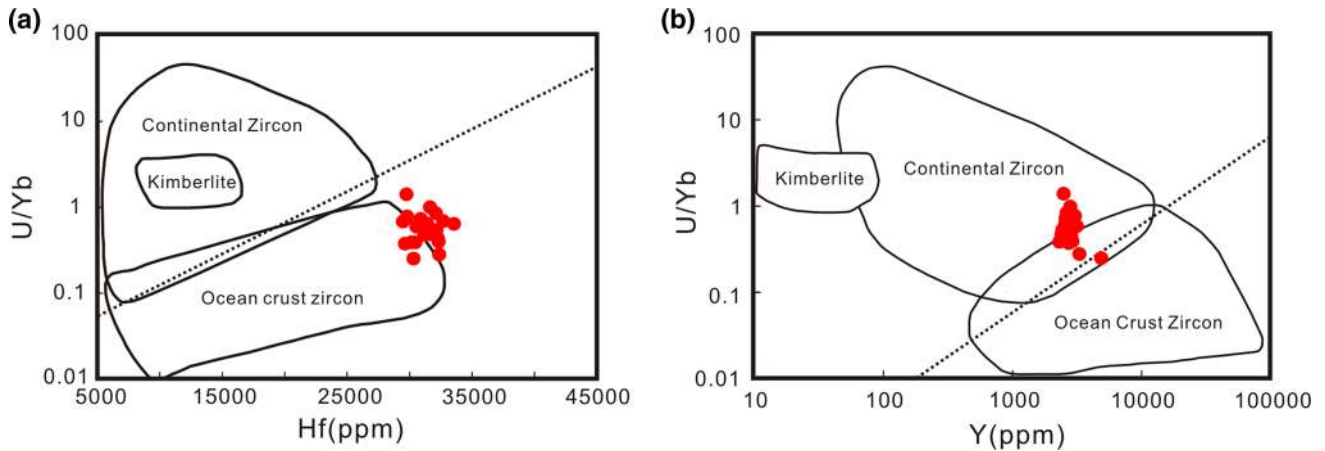 (a)
100
10
1
0.1
0.01
U/Yb
Continental Zircon
Kimberlite
Ocean crust zircon
5000
15000
25000
35000
45000
Hf(ppm)
(b)
100
10
1
0.1
0.01
U/Yb
Continental Zircon
Kimberlite
Ocean Crust Zircon
10
100
1000
10000
100000
Y(ppm)